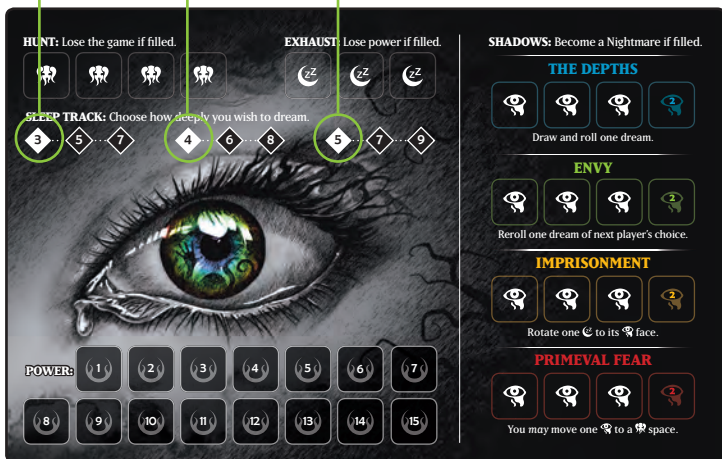 HUNT: Lose the game if filled.
EXHAUST: Lose power if filled.
zZ zZ zZ
SLEEP TRACK: Choose how deeply you wish to dream.
3 5 7 4 6 8 5 7 9
POWER: 1 2 3 4 5 6 7
8 9 10 11 12 13 14 15
SHADOWS: Become a Nightmare if filled.
THE DEPTHS
2
Draw and roll one dream.
ENVY
2
Reroll one dream of next player's choice.
IMPRISONMENT
2
Rotate one to its face.
PRIMEVAL FEAR
2
You may move one to a space.